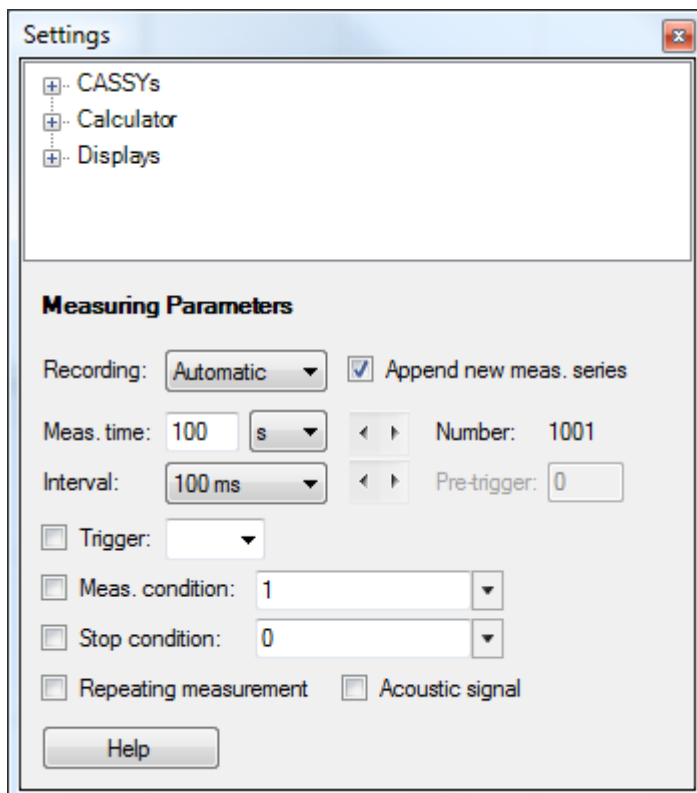 Settings
CASSYs
Calculator
Displays
Measuring Parameters
Recording: Automatic Append new meas. series
Meas. time: 100 s Number: 1001
Interval: 100 ms Pre-trigger: 0
Trigger:
Meas. condition: 1
Stop condition: 0
Repeating measurement Acoustic signal
Help